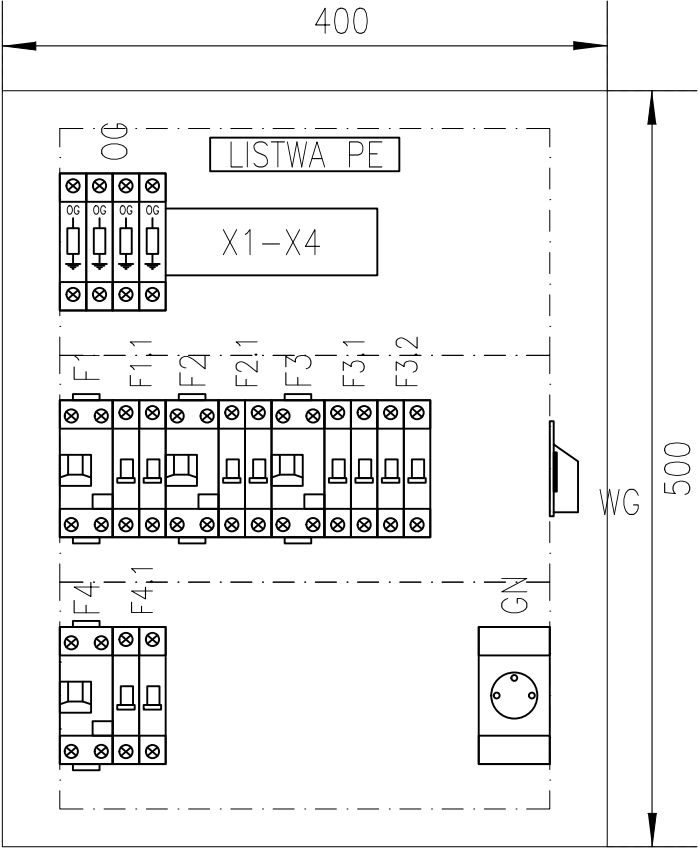 400
OG
LISTWA PE
OG OG OG OG
X1-X4
F1 F1.1 F2 F2.1 F3 F3.1 F3.2
500
WG
F4 F4.1
GN